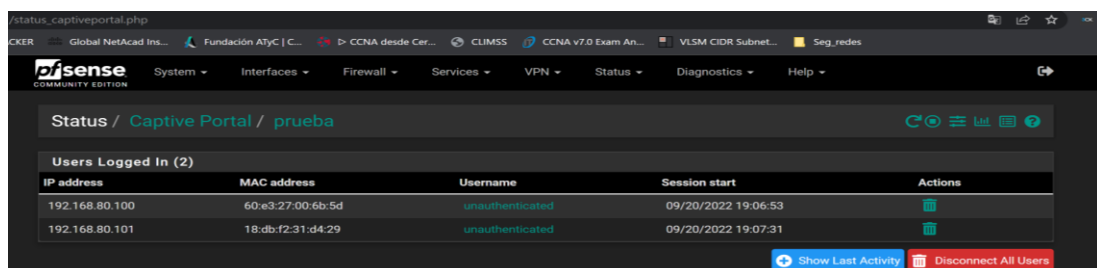 /status_captiveportal.php
CKER Global NetAcad Ins... Fundación ATyC | C... ▷ CCNA desde Cer... CLIMSS CCNA v7.0 Exam An... VLSM CIDR Subnet... Seg_redes
pfsense System Interfaces Firewall Services VPN Status Diagnostics Help
COMMUNITY EDITION
Status / Captive Portal / prueba
Users Logged In (2)
IP address MAC address Username Session start Actions
192.168.80.100 60:e3:27:00:6b:5d unauthenticated 09/20/2022 19:06:53
192.168.80.101 18:db:f2:31:d4:29 unauthenticated 09/20/2022 19:07:31
Show Last Activity Disconnect All Users